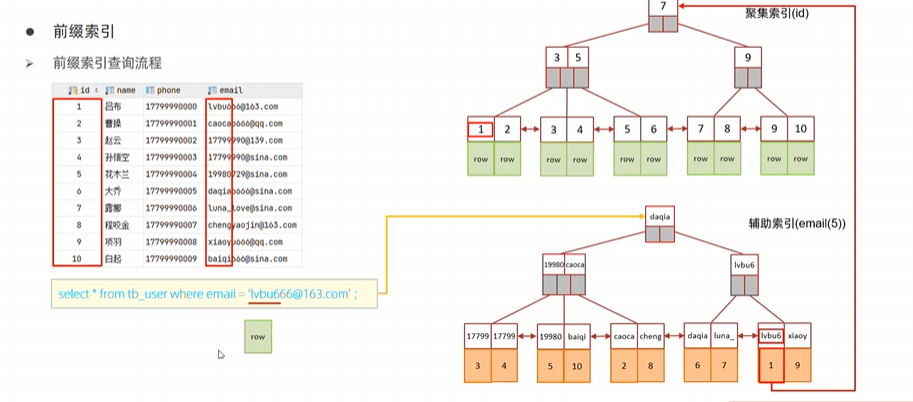 前缀索引
前缀索引查询流程
id name phone email
1 吕布 17799990000 lvbu666@163.com
2 曹操 17799990001 caocao666@qq.com
3 赵云 17799990002 17799990@139.com
4 孙悟空 17799990003 17799990@sina.com
5 花木兰 17799990004 19980729@sina.com
6 大乔 17799990005 daqiao666@sina.com
7 露娜 17799990006 luna_love@sina.com
8 程咬金 17799990007 chengyaojin@163.com
9 项羽 17799990008 xiaoyu666@qq.com
10 白起 17799990009 baiqi666@sina.com
select * from tb_user where email = 'lvbu666@163.com' ;
row
聚集索引(id)
7
3 5 9
1 2 3 4 5 6 7 8 9 10
row row row row row row row row row row
辅助索引(email(5))
daqia
19980 caoca lvbu6
17799 17799 19980 baiqi caoca cheng daqia luna_ lvbu6 xiaoy
3 4 5 10 2 8 6 7 1 9